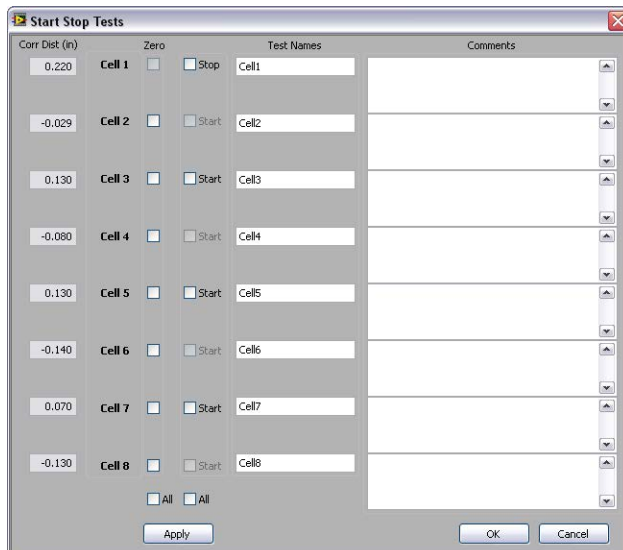 Start Stop Tests
Corr Dist (in) Zero Test Names Comments
0.220 Cell 1 Stop Cell1
-0.029 Cell 2 Start Cell2
0.130 Cell 3 Start Cell3
-0.080 Cell 4 Start Cell4
0.130 Cell 5 Start Cell5
-0.140 Cell 6 Start Cell6
0.070 Cell 7 Start Cell7
-0.130 Cell 8 Start Cell8
All All
Apply OK Cancel